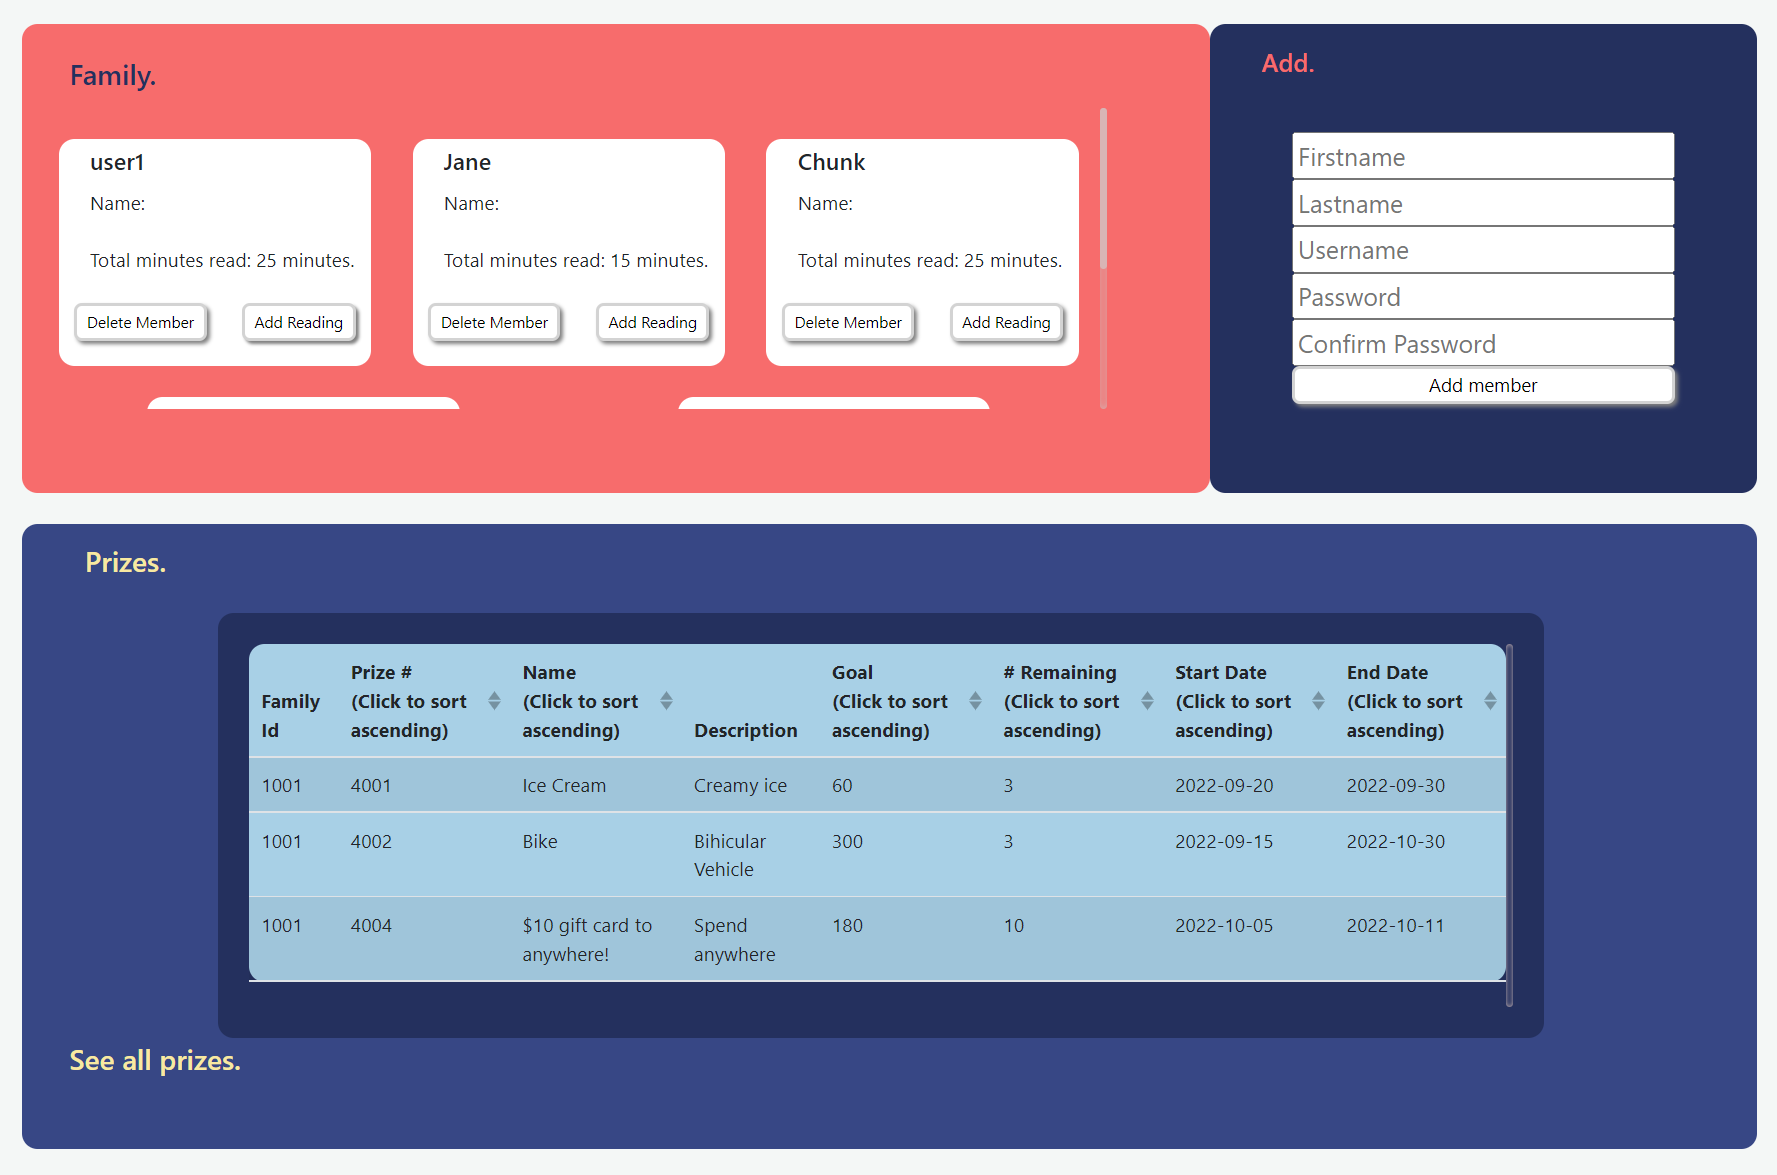 Family.
user1
Name:
Total minutes read: 25 minutes.
Delete Member
Add Reading
Jane
Name:
Total minutes read: 15 minutes.
Delete Member
Add Reading
Chunk
Name:
Total minutes read: 25 minutes.
Delete Member
Add Reading
Add.
Firstname
Lastname
Username
Password
Confirm Password
Add member
Prizes.
Family
Id
Prize #
(Click to sort
ascending)
Name
(Click to sort
ascending)
Description
Goal
(Click to sort
ascending)
# Remaining
(Click to sort
ascending)
Start Date
(Click to sort
ascending)
End Date
(Click to sort
ascending)
1001 4001 Ice Cream Creamy ice 60 3 2022-09-20 2022-09-30
1001 4002 Bike Bihicular 300 3 2022-09-15 2022-10-30
Vehicle
1001 4004 $10 gift card to Spend 180 10 2022-10-05 2022-10-11
anywhere! anywhere
See all prizes.